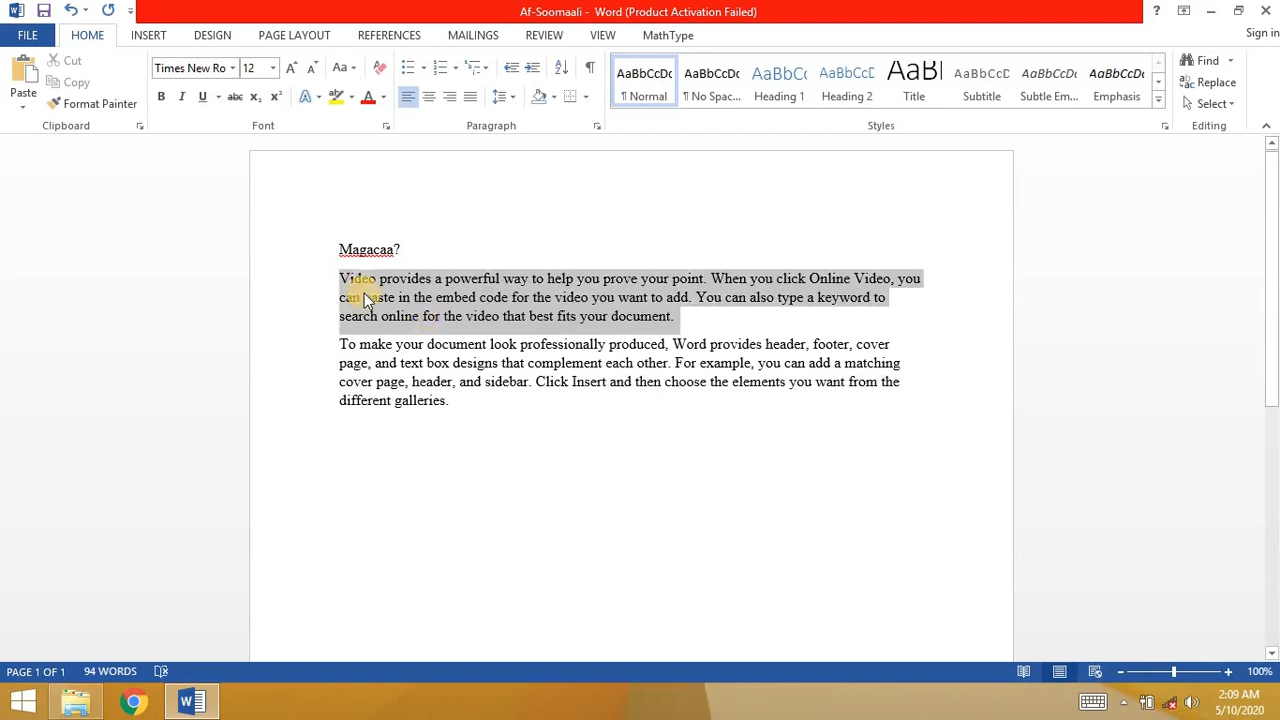 Af-Soomaali - Word (Product Activation Failed)
FILE HOME INSERT DESIGN PAGE LAYOUT REFERENCES MAILINGS REVIEW VIEW MathType Sign in
Paste
Cut
Copy
Format Painter
Clipboard
Times New Ro 12
Font
Paragraph
AaBbCcDc AaBbCcDc AaBbCc AaBbCcD AaBl AaBbCcD AaBbCcDc AaBbCcDc
¶ Normal ¶ No Spac... Heading 1 Heading 2 Title Subtitle Subtle Em... Emphasis
Styles
Find
Replace
Select
Editing
Magacaa?
Video provides a powerful way to help you prove your point. When you click Online Video, you
can paste in the embed code for the video you want to add. You can also type a keyword to
search online for the video that best fits your document.
To make your document look professionally produced, Word provides header, footer, cover
page, and text box designs that complement each other. For example, you can add a matching
cover page, header, and sidebar. Click Insert and then choose the elements you want from the
different galleries.
PAGE 1 OF 1 94 WORDS 100%
2:09 AM
5/10/2020